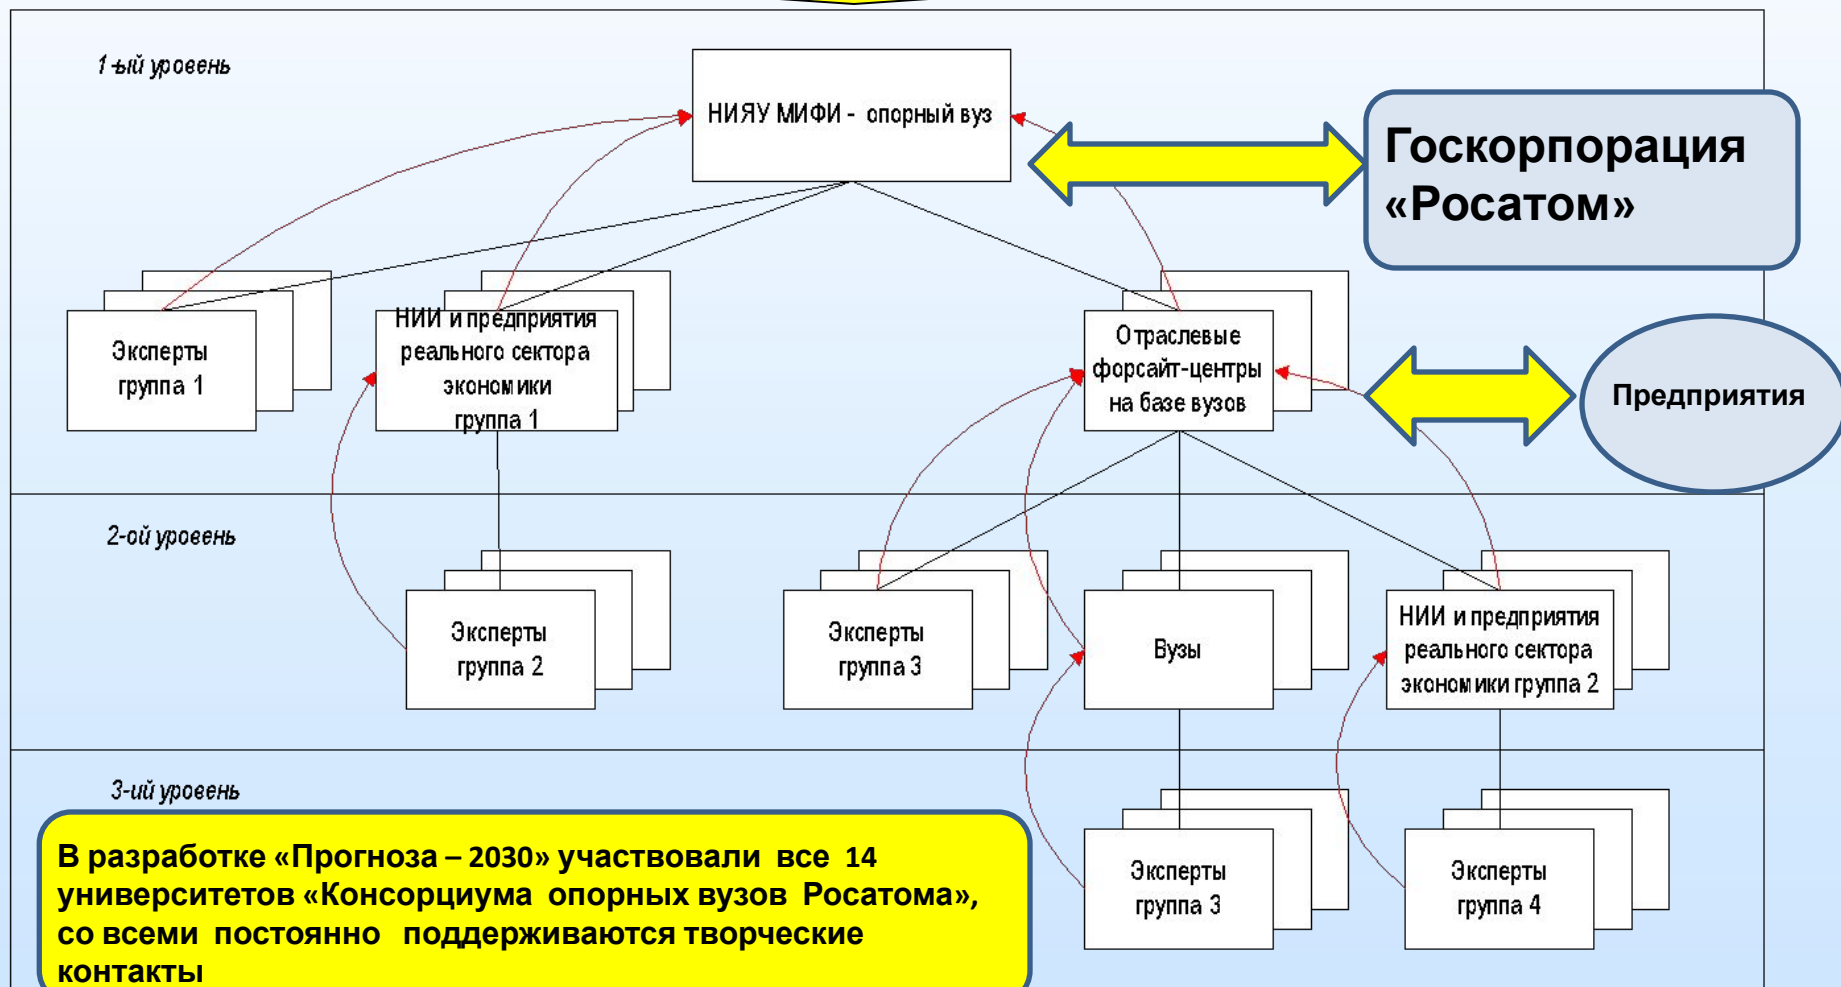 1-ый уровень
НИЯУ МИФИ - опорный вуз
Госкорпорация
«Росатом»
Эксперты
группа 1
НИИ и предприятия
реального сектора
экономики
группа 1
Отраслевые
форсайт-центры
на базе вузов
Предприятия
2-ой уровень
Эксперты
группа 2
Эксперты
группа 3
Вузы
НИИ и предприятия
реального сектора
экономики группа 2
3-ий уровень
В разработке «Прогноза – 2030» участвовали все 14
университетов «Консорциума опорных вузов Росатома»,
со всеми постоянно поддерживаются творческие
контакты
Эксперты
группа 3
Эксперты
группа 4